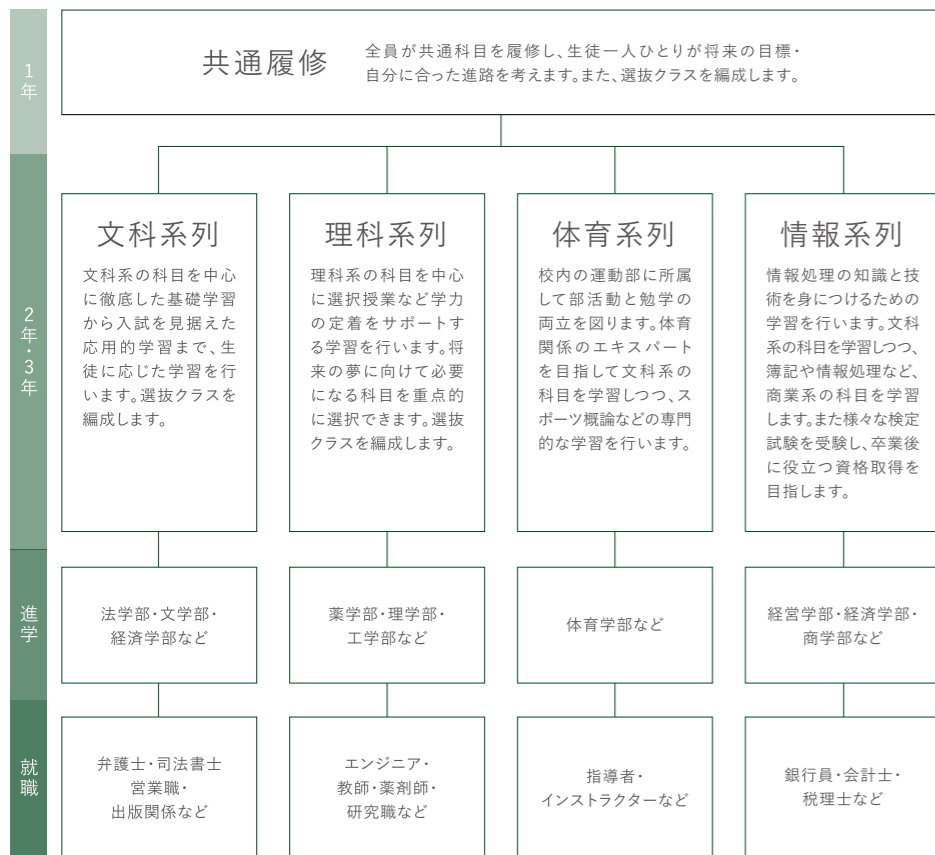 1年
共通履修
全員が共通科目を履修し、生徒一人ひとりが将来の目標・
自分に合った進路を考えます。また、選抜クラスを編成します。
2年・3年
文科系列
文科系の科目を中心
に徹底した基礎学習
から入試を見据えた
応用的学習まで、生
徒に応じた学習を行
います。選抜クラスを
編成します。
理科系列
理科系の科目を中心
に選択授業など学力
の定着をサポートす
る学習を行います。将
来の夢に向けて必要
になる科目を重点的
に選択できます。選抜
クラスを編成します。
体育系列
校内の運動部に所属
して部活動と勉学の
両立を図ります。体育
関係のエキスパート
を目指して文科系の
科目を学習しつつ、ス
ポーツ概論などの専門
的な学習を行います。
情報系列
情報処理の知識と技
術を身につけるための
学習を行います。文科
系の科目を学習しつつ、
簿記や情報処理など、
商業系の科目を学習
します。また様々な検定
試験を受験し、卒業後
に役立つ資格取得を
目指します。
進学
法学部・文学部・
経済学部など
薬学部・理学部・
工学部など
体育学部など
経営学部・経済学部・
商学部など
就職
弁護士・司法書士
営業職・
出版関係など
エンジニア・
教師・薬剤師・
研究職など
指導者・
インストラクターなど
銀行員・会計士・
税理士など